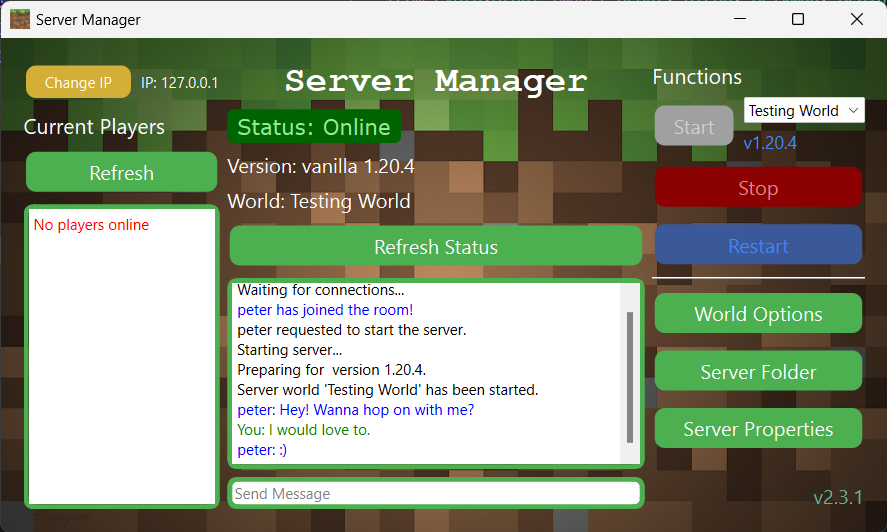 Server Manager
Change IP
IP: 127.0.0.1
Current Players
Refresh
No players online
Server Manager
Status: Online
Version: vanilla 1.20.4
World: Testing World
Refresh Status
Waiting for connections...
peter has joined the room!
peter requested to start the server.
Starting server...
Preparing for  version 1.20.4.
Server world 'Testing World' has been started.
peter: Hey! Wanna hop on with me?
You: I would love to.
peter: :)
Send Message
Functions
Start
Testing World
v1.20.4
Stop
Restart
World Options
Server Folder
Server Properties
v2.3.1